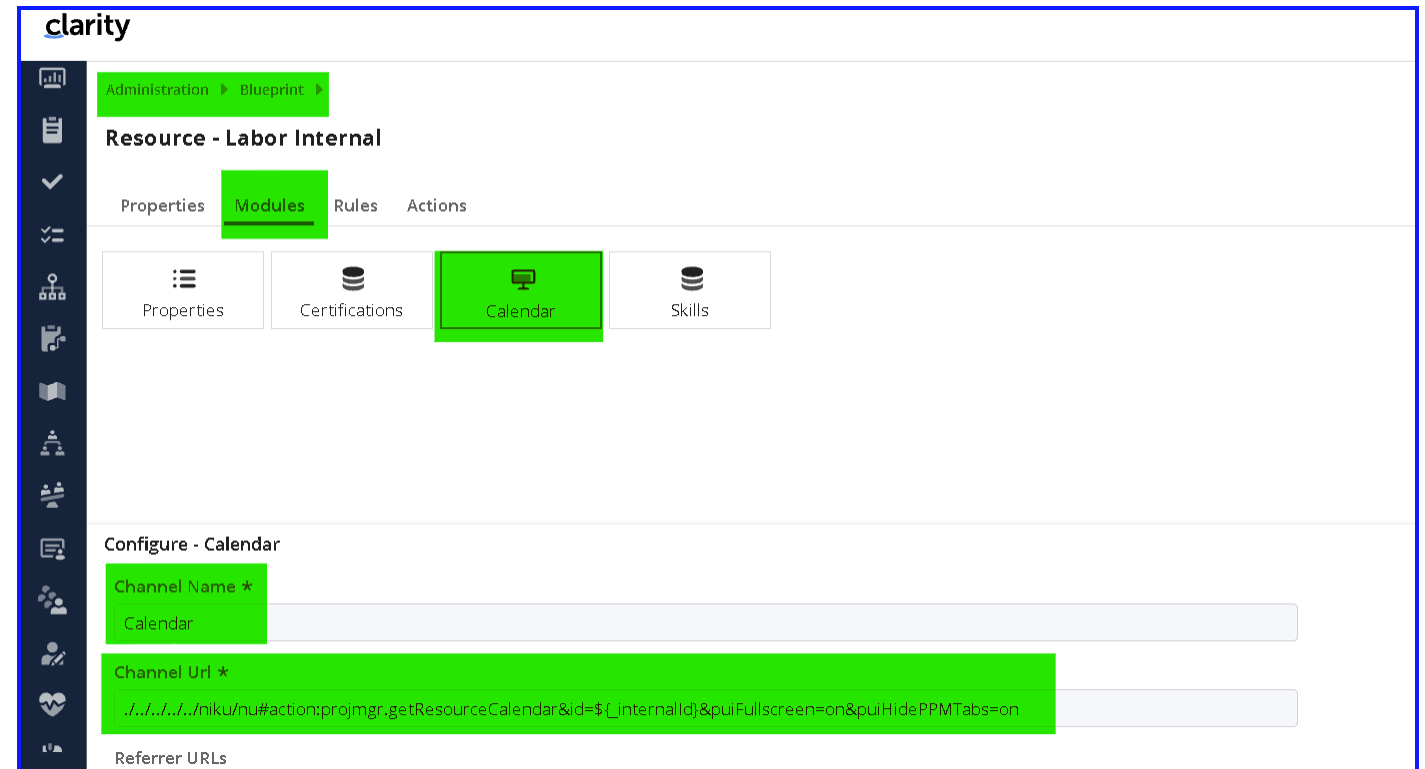 clarity
Administration Blueprint
Resource - Labor Internal
Properties Modules Rules Actions
Properties Certifications Calendar Skills
Configure - Calendar
Channel Name *
Calendar
Channel Url *
./../../../../niku/nu#action:projmgr.getResourceCalendar&id=${_internalId}&puiFullscreen=on&puiHidePPMTabs=on
Referrer URLs